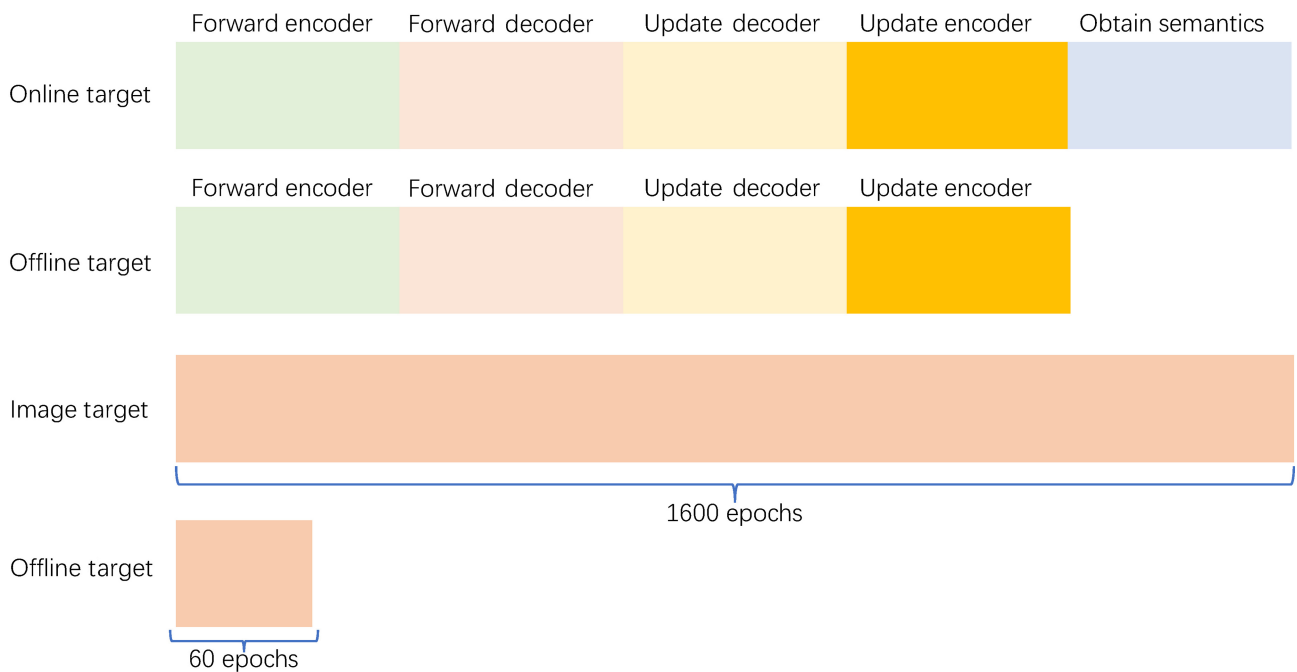 Forward encoder Forward decoder Update decoder Update encoder Obtain semantics
Online target
Forward encoder Forward decoder Update decoder Update encoder
Offline target
Image target
1600 epochs
Offline target
60 epochs